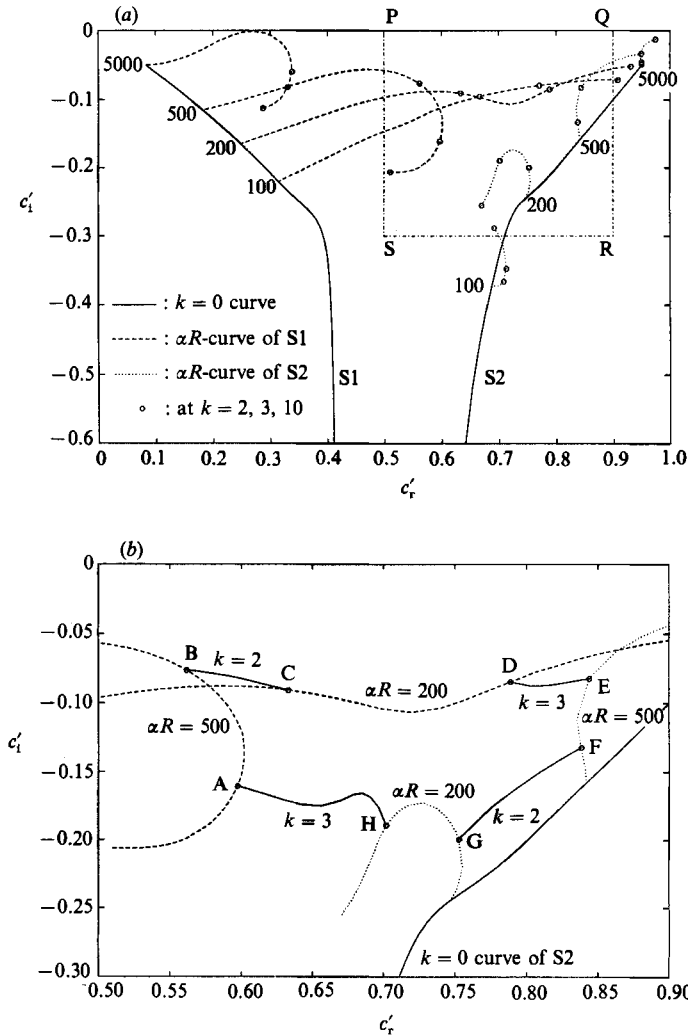 (a)
P
Q
0
−0.1
−0.2
−0.3
−0.4
−0.5
−0.6
c′i
5000
500
200
100
5000
500
200
100
S
R
—— : k = 0 curve
------ : αR-curve of S1
·········· : αR-curve of S2
o : at k = 2, 3, 10
S1
S2
0 0.1 0.2 0.3 0.4 0.5 0.6 0.7 0.8 0.9 1.0
c′r
(b)
0
−0.05
−0.10
−0.15
−0.20
−0.25
−0.30
c′i
B
k = 2
C
D
E
k = 3
αR = 200
αR = 500
αR = 500
F
A
αR = 200
k = 3
H
G
k = 2
k = 0 curve of S2
0.50 0.55 0.60 0.65 0.70 0.75 0.80 0.85 0.90
c′r